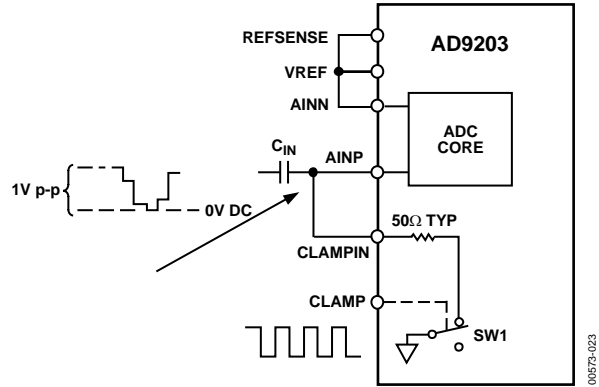 REFSENSE
AD9203
VREF
AINN
ADC
CORE
C_IN
AINP
1V p-p
0V DC
50Ω TYP
CLAMPIN
CLAMP
SW1
00573-023